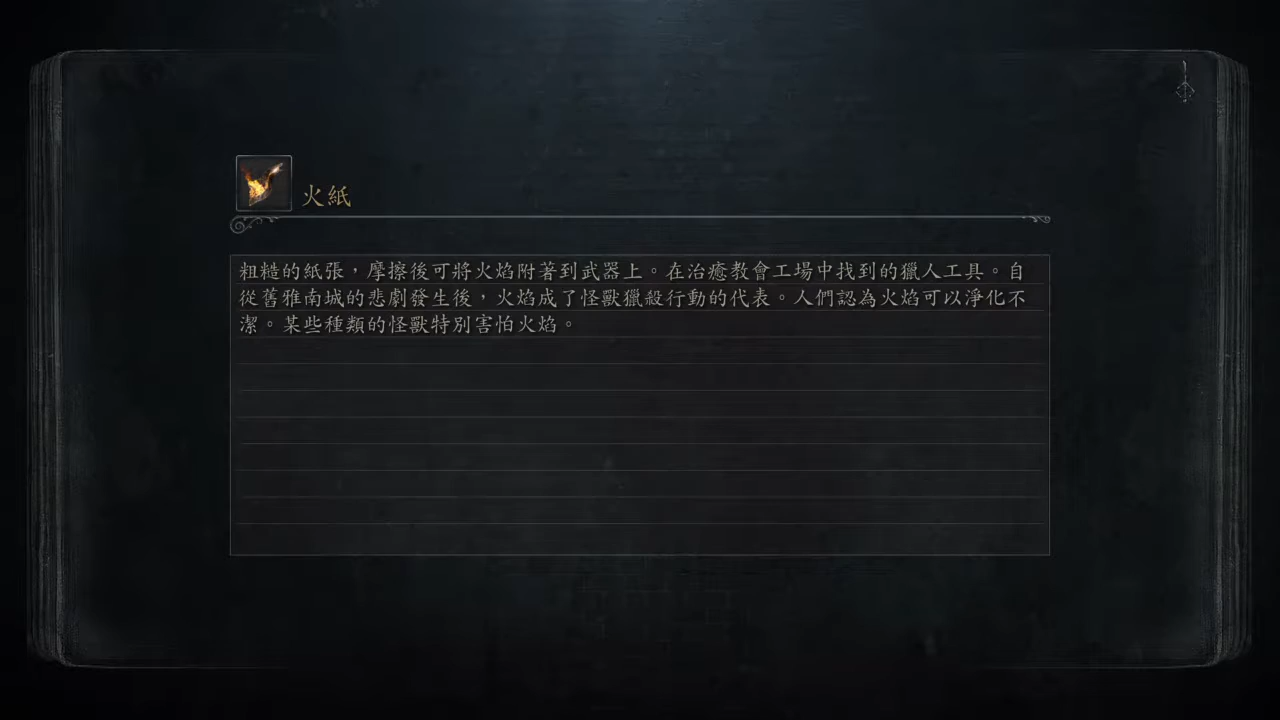 火紙
粗糙的紙張，摩擦後可將火焰附著到武器上。在治癒教會工場中找到的獵人工具。自
從舊雅南城的悲劇發生後，火焰成了怪獸獵殺行動的代表。人們認為火焰可以淨化不
潔。某些種類的怪獸特別害怕火焰。